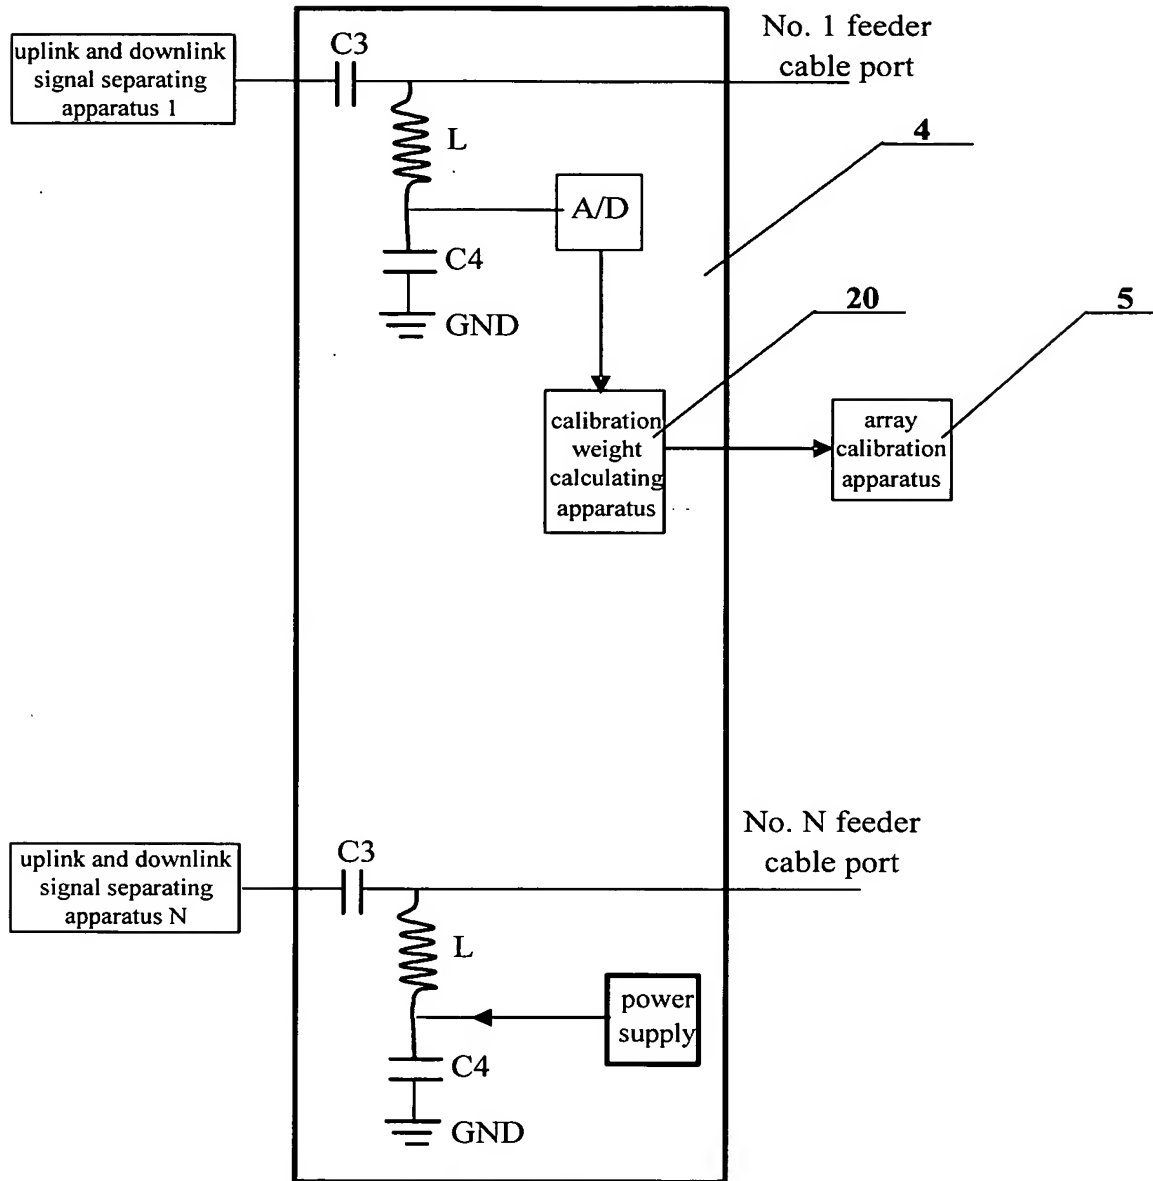 No. 1 feeder
cable port
uplink and downlink
signal separating
apparatus 1
C3
L
4
A/D
C4
GND
20
5
calibration
weight
calculating
apparatus
array
calibration
apparatus
No. N feeder
cable port
uplink and downlink
signal separating
apparatus N
C3
L
power
supply
C4
GND